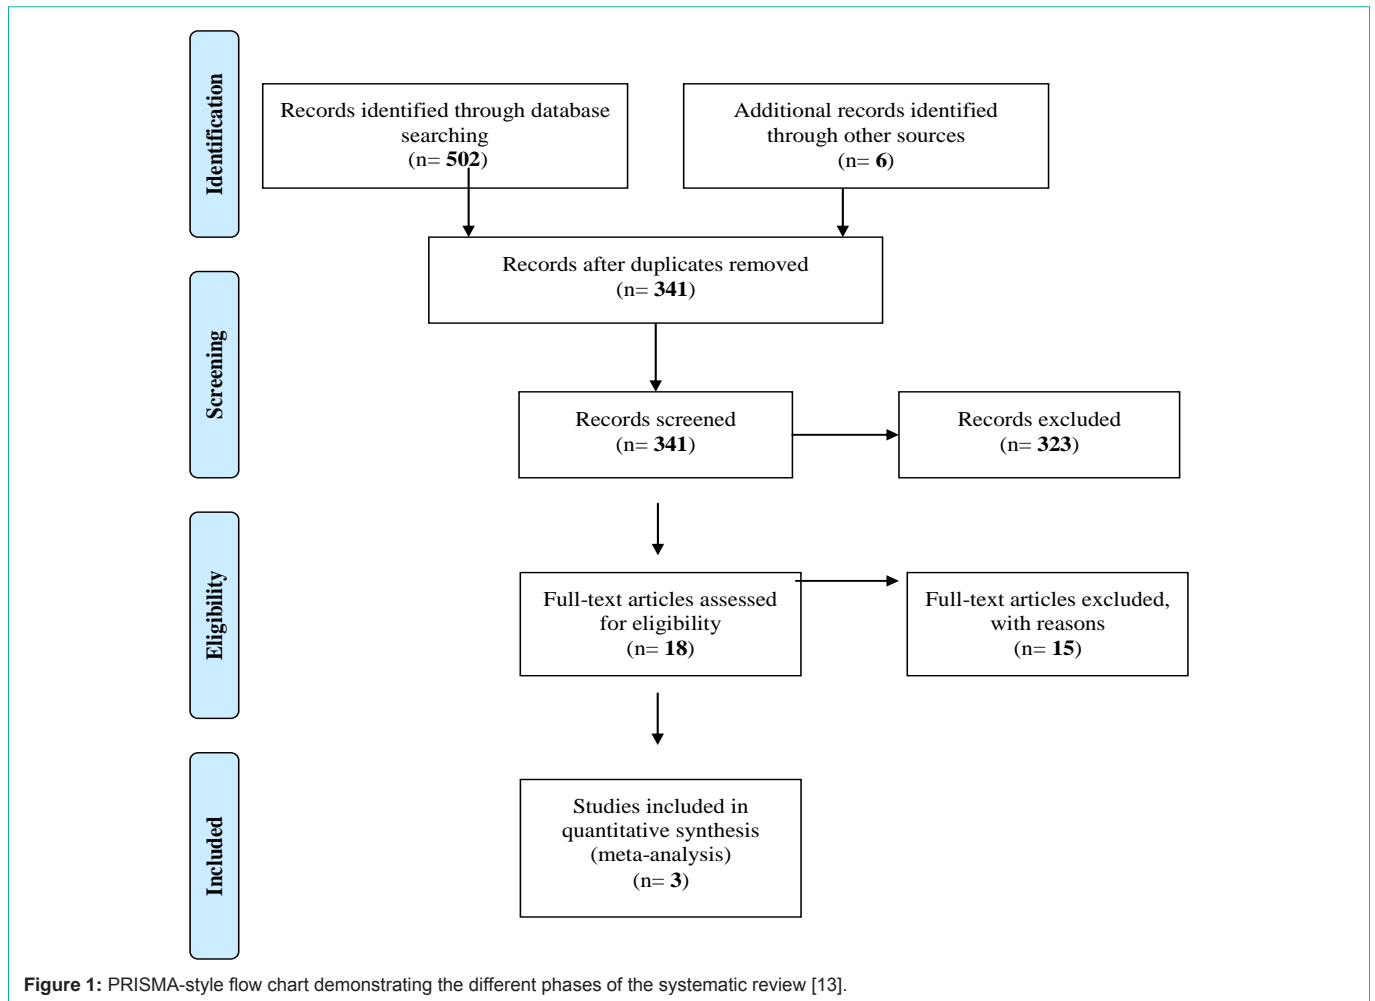 Identification
Records identified through database
searching
(n= 502)
Additional records identified
through other sources
(n= 6)
Records after duplicates removed
(n= 341)
Screening
Records screened
(n= 341)
Records excluded
(n= 323)
Eligibility
Full-text articles assessed
for eligibility
(n= 18)
Full-text articles excluded,
with reasons
(n= 15)
Included
Studies included in
quantitative synthesis
(meta-analysis)
(n= 3)
Figure 1: PRISMA-style flow chart demonstrating the different phases of the systematic review [13].